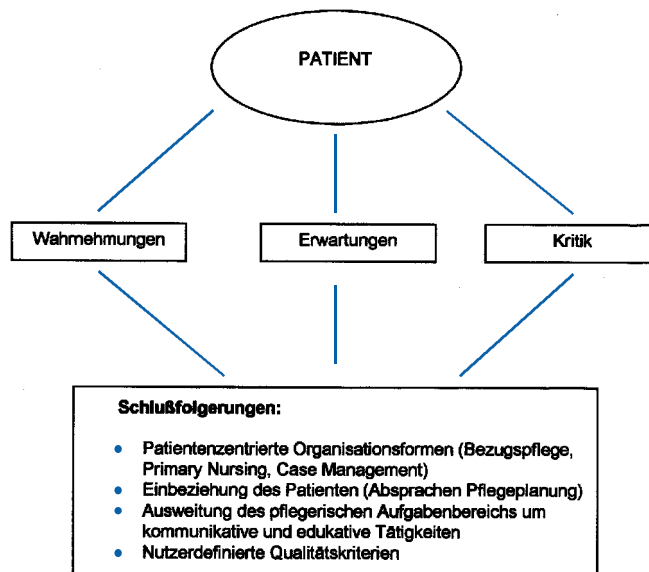 PATIENT
Wahrnehmungen
Erwartungen
Kritik
Schlußfolgerungen:
• Patientenzentrierte Organisationsformen (Bezugspflege,
Primary Nursing, Case Management)
• Einbeziehung des Patienten (Absprachen Pflegeplanung)
• Ausweitung des pflegerischen Aufgabenbereichs um
kommunikative und edukative Tätigkeiten
• Nutzerdefinierte Qualitätskriterien